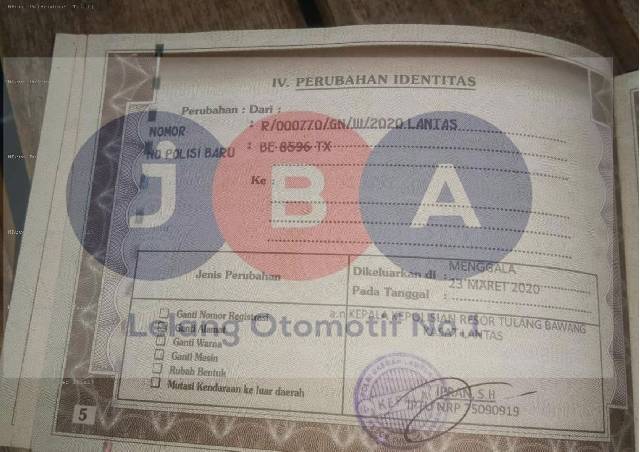 IV. PERUBAHAN IDENTITAS
Perubahan : Dari :
NOMOR : R/000770/GN/III/2020 LANTAS
NO POLISI BARU : BE 8596 TX
Ke :
JBA
Jenis Perubahan
Dikeluarkan di : MENGGALA
Pada Tanggal : 23 MARET 2020
Ganti Nomor Registrasi
Ganti Alamat
Ganti Warna
Ganti Mesin
Rubah Bentuk
Mutasi Kendaraan ke luar daerah
a.n KEPALA KEPOLISIAN RESOR TULANG BAWANG
LANTAS
Lelang Otomotif No.1
IPRAN, S.H
IPTU NRP 75090919
5